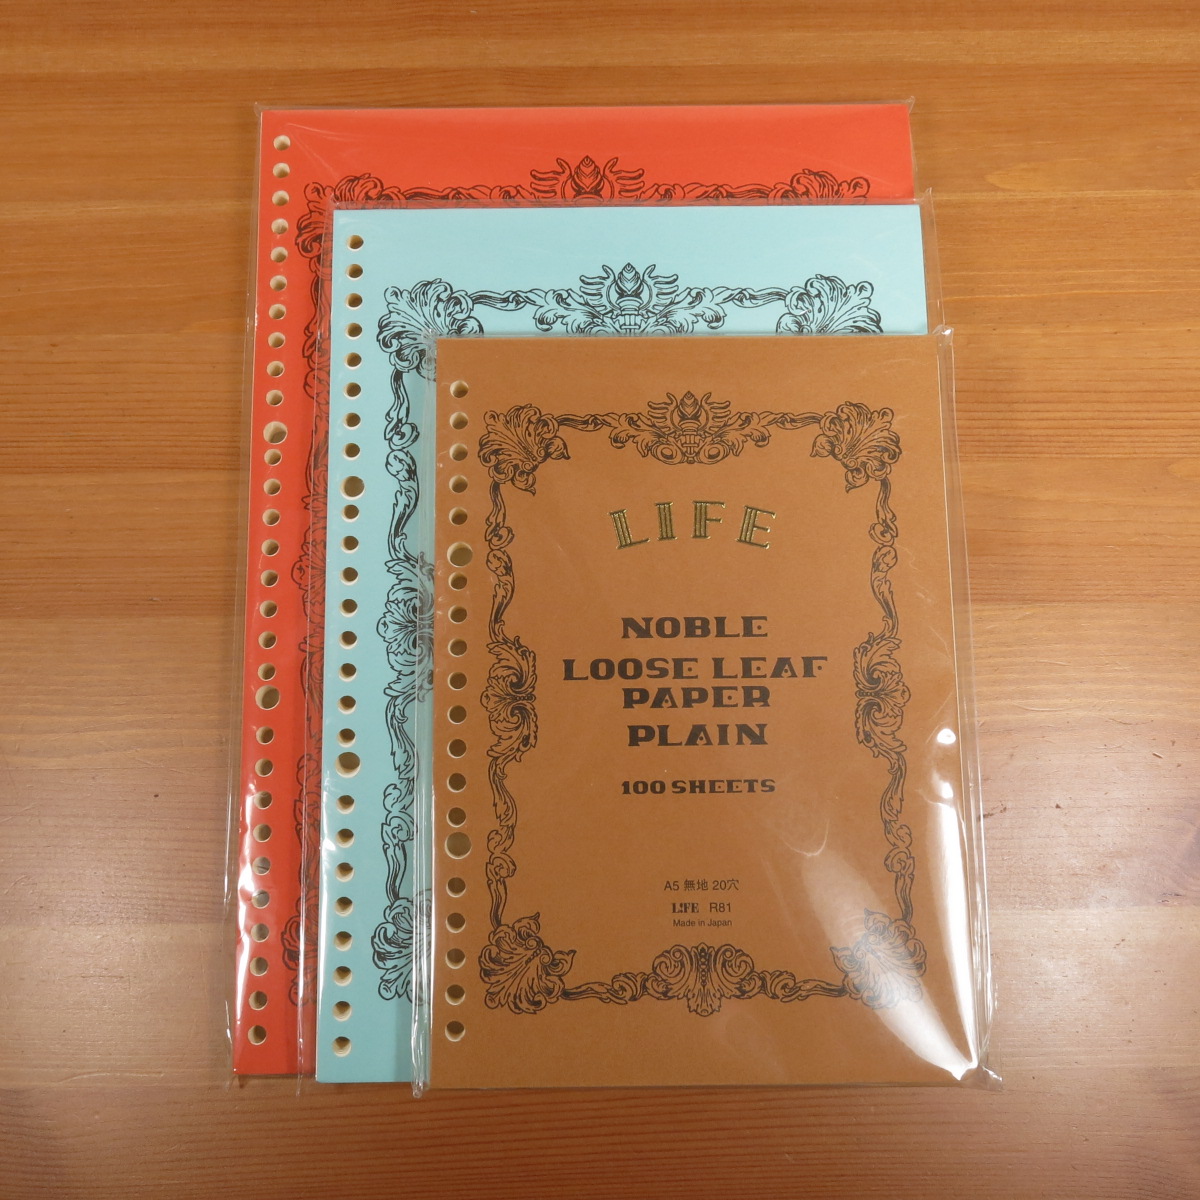 LIFE
NOBLE
LOOSE LEAF
PAPER
PLAIN
100 SHEETS
A5 無地 20穴
LIFE R81
Made in Japan